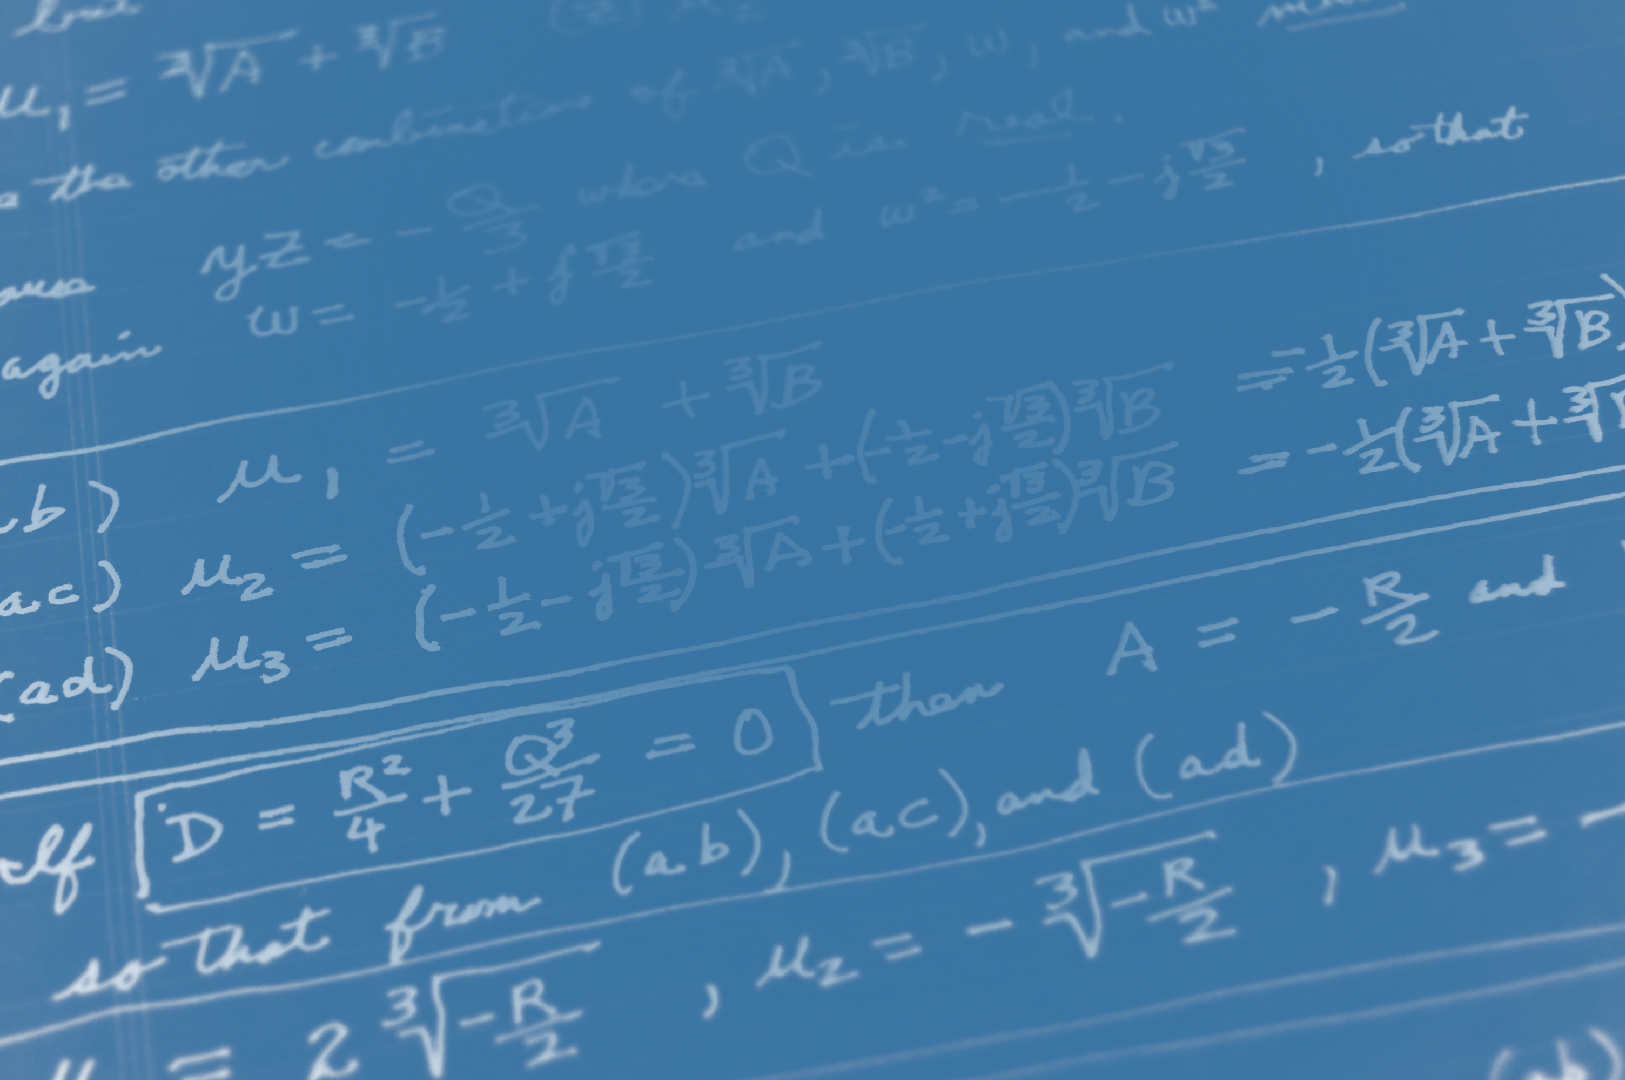 but
μ₁ = ∛A + ∛B (z) μ₂
the other combinations of ∛A, ∛B, ω, and ω²
yz = - Q/3 where Q is real.
again ω = -1/2 + j √3/2 and ω² = -1/2 - j √3/2, so that
ab) μ₁ = ∛A + ∛B
ac) μ₂ = (-1/2 + j √3/2) ∛A + (-1/2 - j √3/2) ∛B = -1/2 (∛A + ∛B)
(ad) μ₃ = (-1/2 - j √3/2) ∛A + (-1/2 + j √3/2) ∛B = -1/2 (∛A + ∛B
If D = R²/4 + Q³/27 = 0 then A = - R/2 and
so that from (ab), (ac), and (ad)
μ = 2 ∛(-R/2) , μ₂ = - ∛(-R/2) , μ₃ = -
(ab)